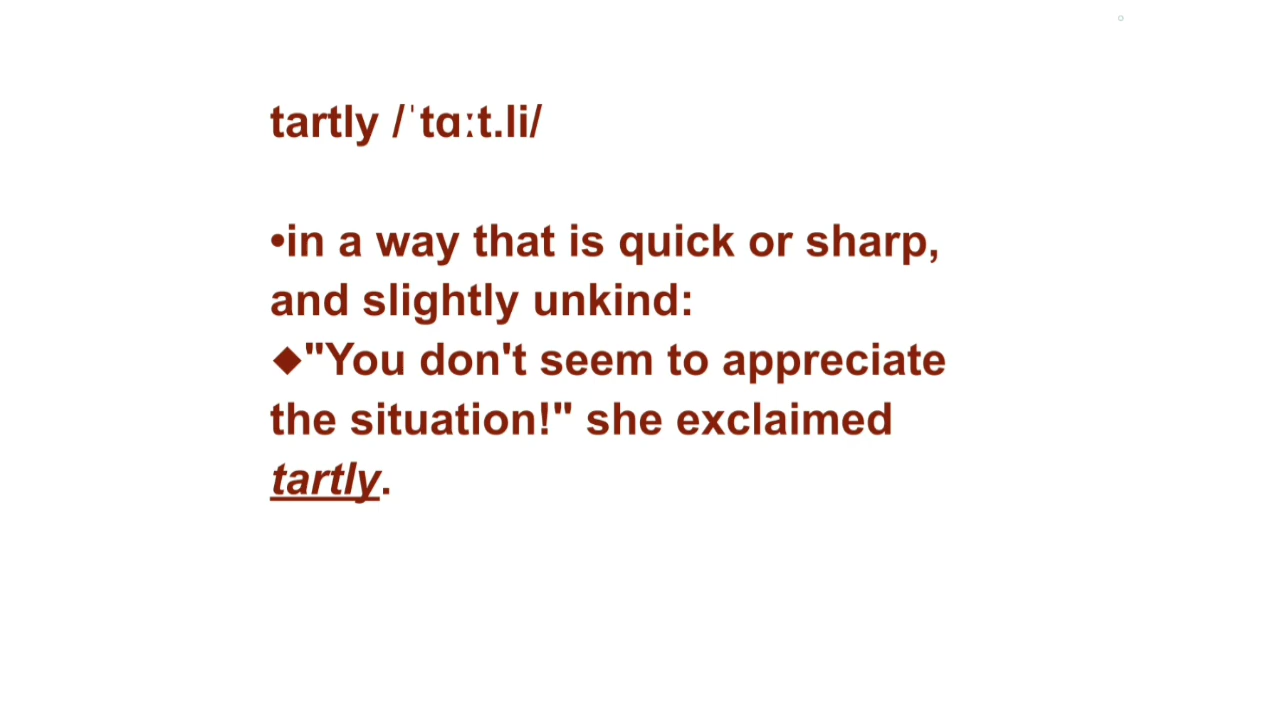 tartly /ˈtɑːt.li/
•in a way that is quick or sharp,
and slightly unkind:
◆"You don't seem to appreciate
the situation!" she exclaimed
tartly.